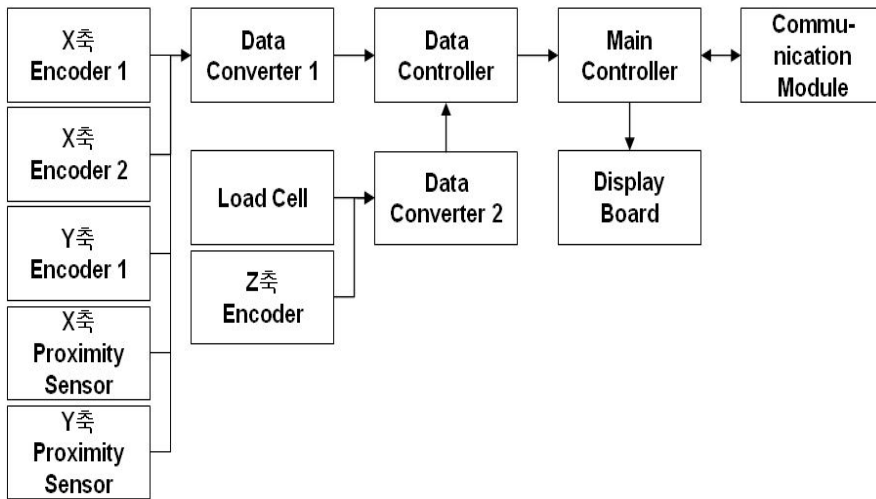 X축
Encoder 1
Data
Converter 1
Data
Controller
Main
Controller
Commu-
nication
Module
X축
Encoder 2
Load Cell
Data
Converter 2
Display
Board
Y축
Encoder 1
Z축
Encoder
X축
Proximity
Sensor
Y축
Proximity
Sensor